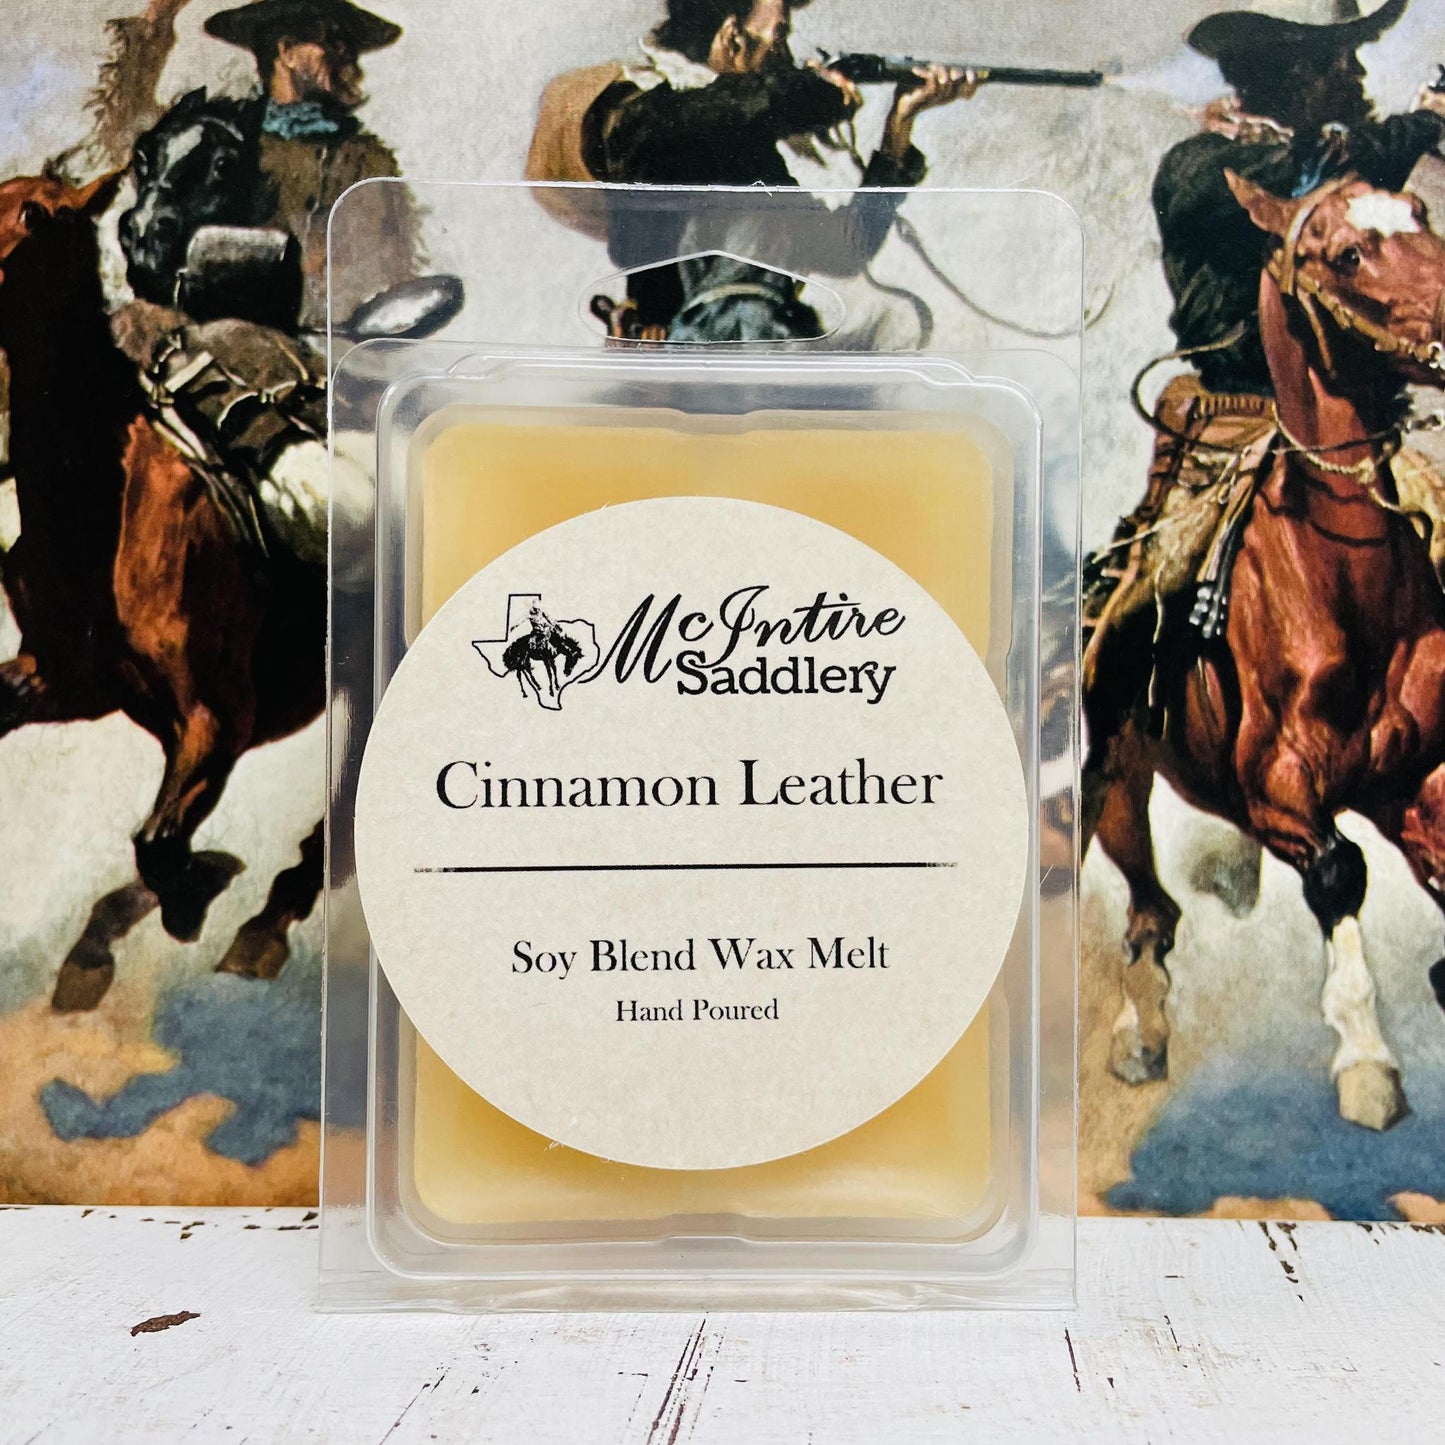 McIntire
Saddlery
Cinnamon Leather
Soy Blend Wax Melt
Hand Poured